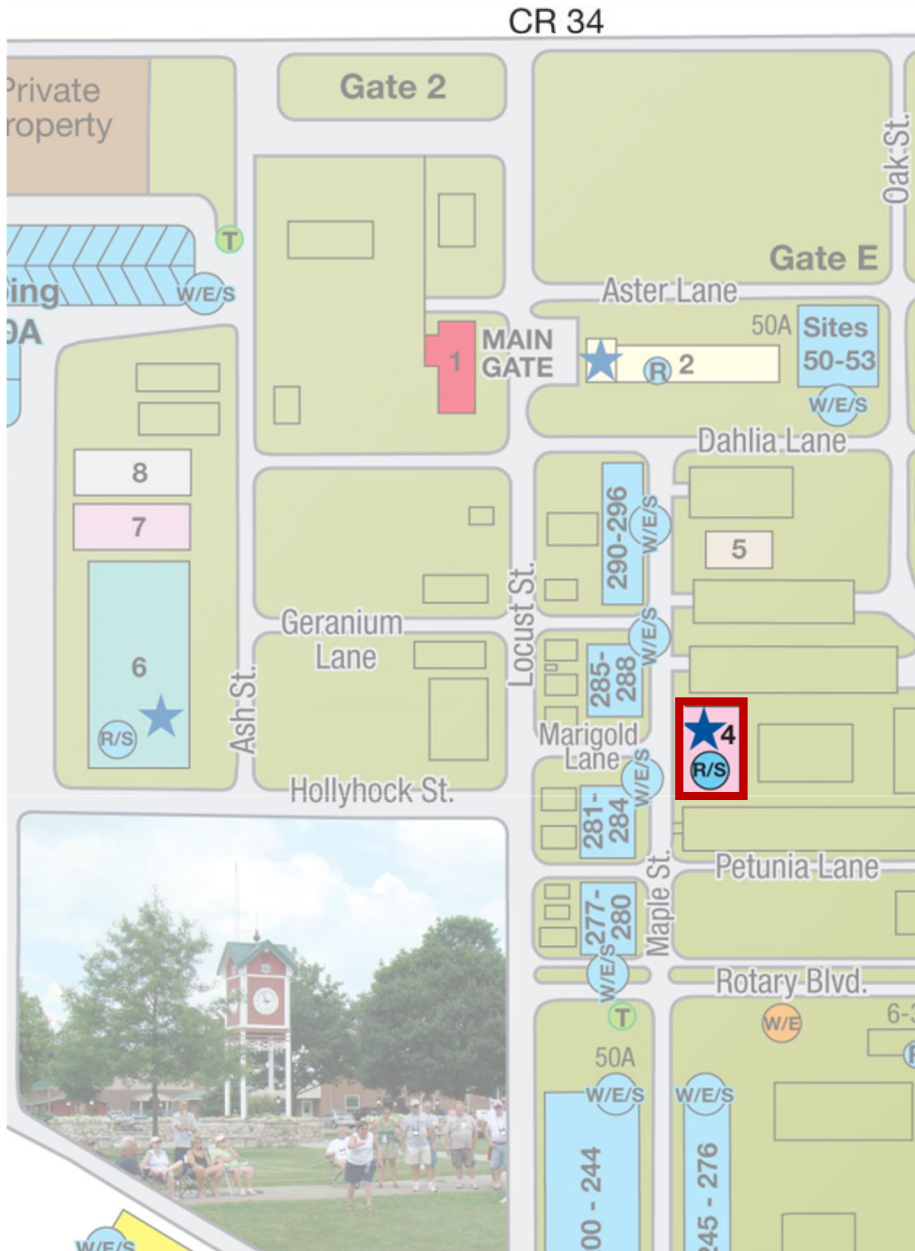 CR 34
Private
roperty
Gate 2
Oak St.
T
Gate E
ing
W/E/S
0A
Aster Lane
1
MAIN
GATE
R
2
50A
Sites
50-53
W/E/S
Dahlia Lane
8
7
6
R/S
Ash St.
Geranium
Lane
Locust St.
290-296
W/E/S
5
285-
288
W/E/S
Marigold
Lane
4
R/S
Hollyhock St.
281-
284
W/E/S
Maple St.
Petunia Lane
277-
280
W/E/S
Rotary Blvd.
T
W/E
6-3
50A
W/E/S
W/E/S
00 - 244
245 - 276
W/E/S